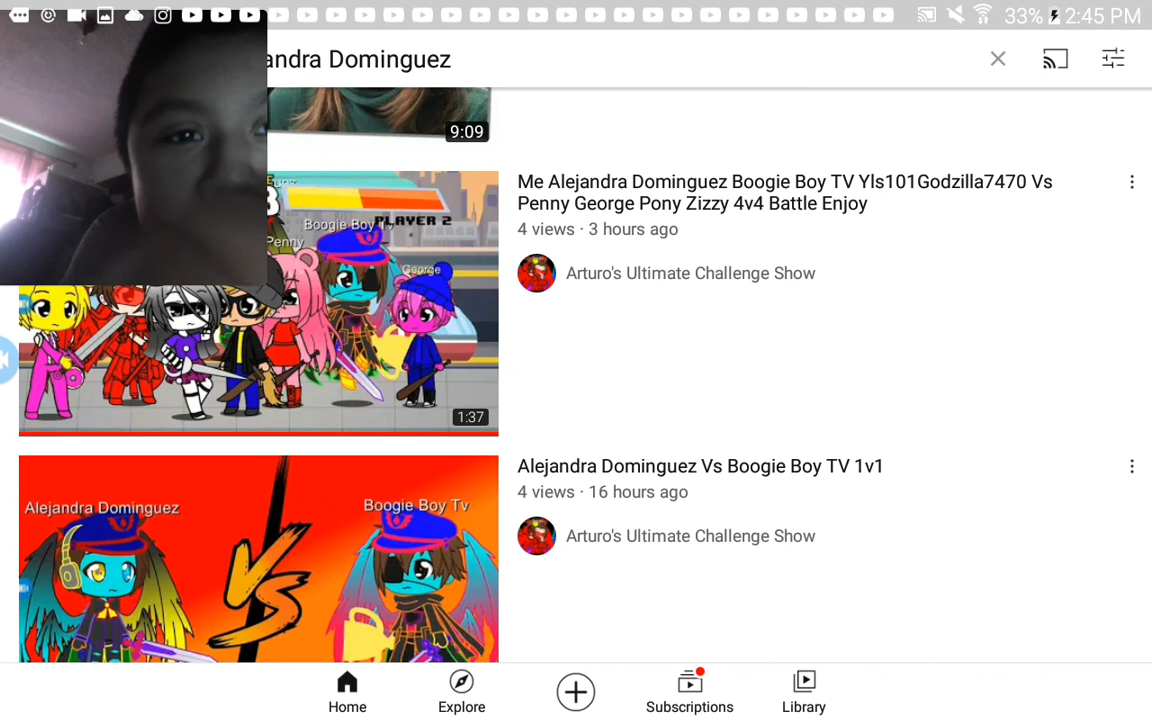 33% 2:45 PM
andra Dominguez
9:09
Me Alejandra Dominguez Boogie Boy TV Yls101Godzilla7470 Vs
Penny George Pony Zizzy 4v4 Battle Enjoy
4 views · 3 hours ago
Arturo's Ultimate Challenge Show
PLAYER 2
Boogie Boy Tv
Penny
George
1:37
Alejandra Dominguez Vs Boogie Boy TV 1v1
4 views · 16 hours ago
Arturo's Ultimate Challenge Show
Alejandra Dominguez
Boogie Boy Tv
VS
Home
Explore
Subscriptions
Library